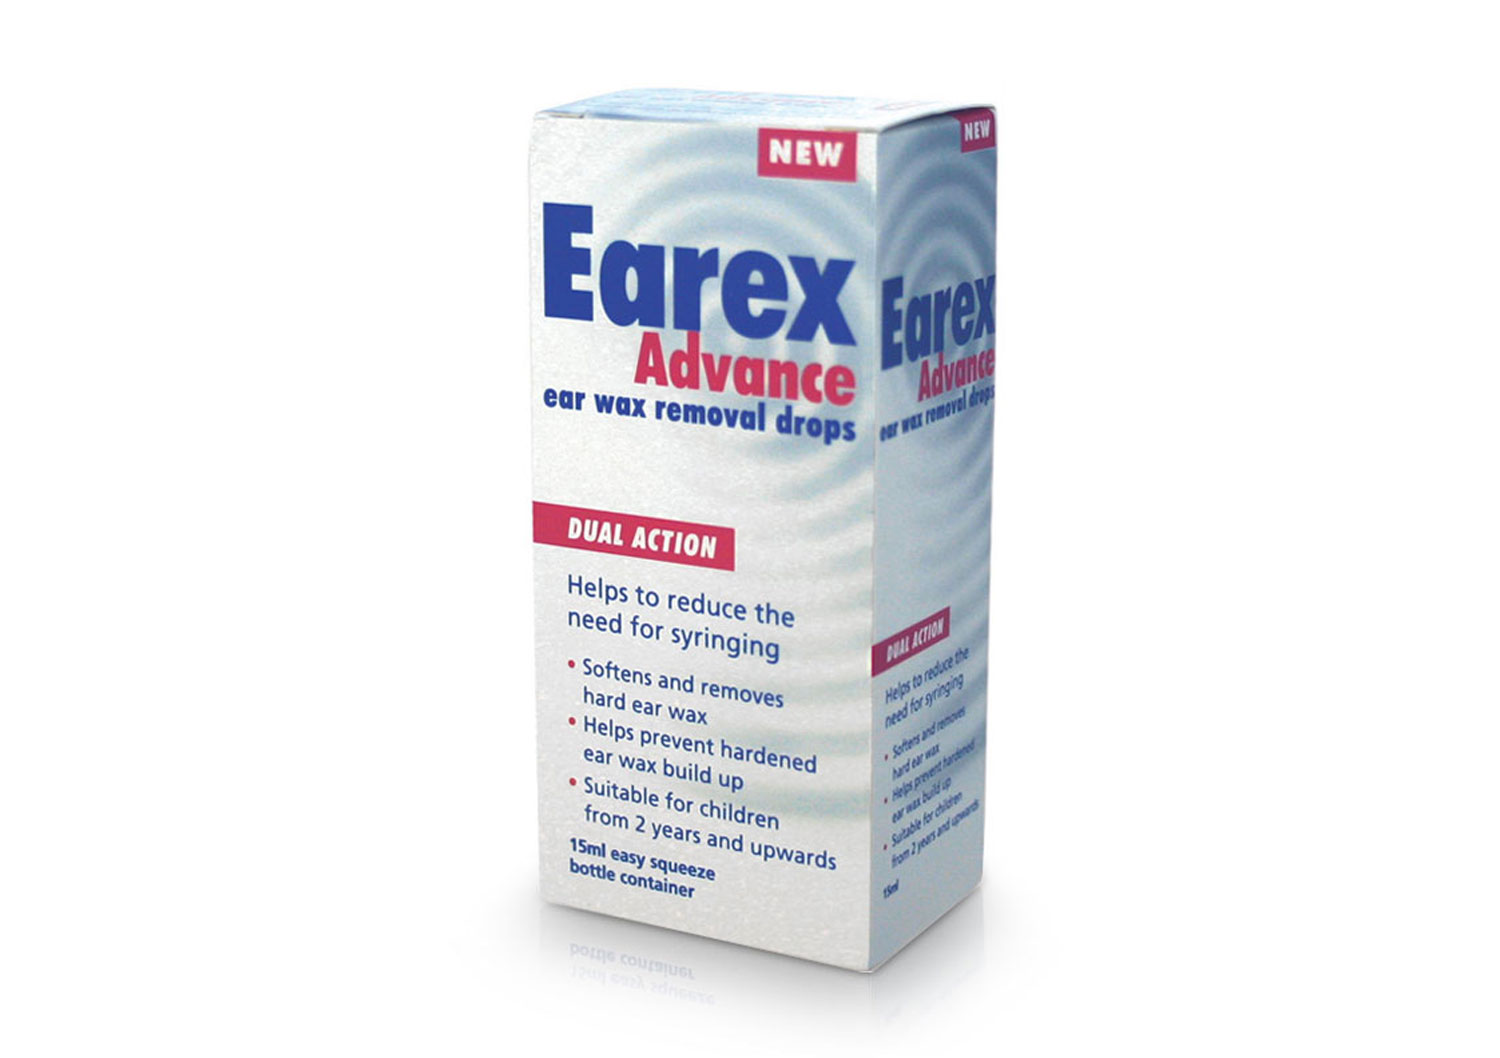 NEW
Earex
Advance
ear wax removal drops
DUAL ACTION
Helps to reduce the
need for syringing
• Softens and removes
hard ear wax
• Helps prevent hardened
ear wax build up
• Suitable for children
from 2 years and upwards
15ml easy squeeze
bottle container
NEW
Earex
Advance
ear wax removal drops
DUAL ACTION
Helps to reduce the
need for syringing
• Softens and removes
hard ear wax
• Helps prevent hardened
ear wax build up
• Suitable for children
from 2 years and upwards
15ml